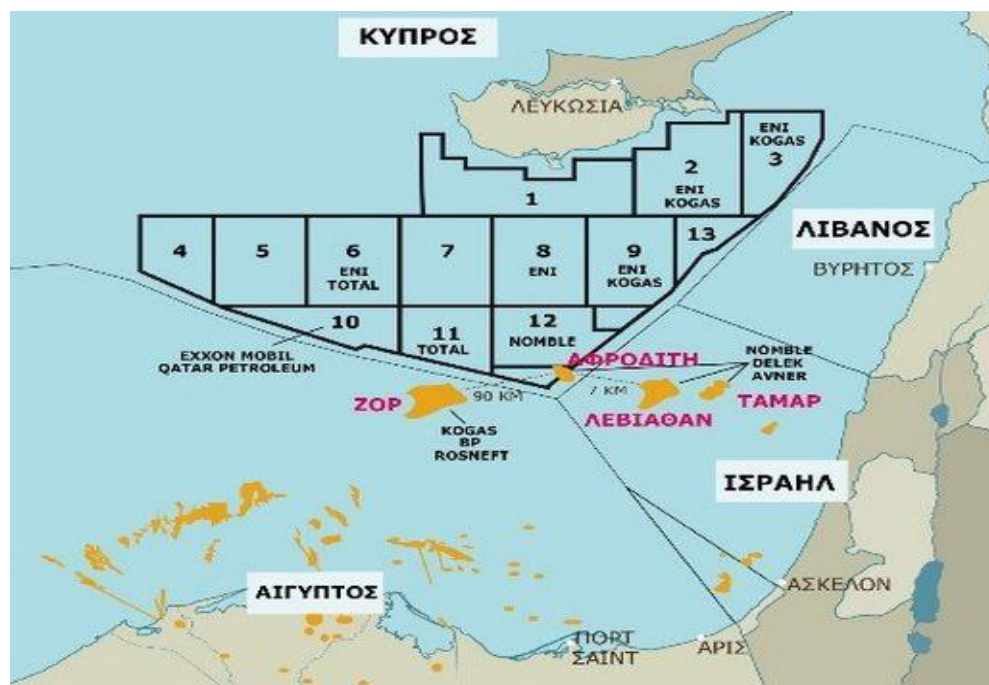 ΚΥΠΡΟΣ
ΛΕΥΚΩΣΙΑ
ENI
KOGAS
3
2
ENI
KOGAS
1
ΛΙΒΑΝΟΣ
ΒΥΡΗΤΟΣ
4
5
6
ENI
TOTAL
7
8
ENI
9
ENI
KOGAS
13
10
EXXON MOBIL
QATAR PETROLEUM
11
TOTAL
12
NOMBLE
ΑΦΡΟΔΙΤΗ
NOMBLE
DELEK
AVNER
ΖΟΡ
90 KM
7 KM
ΛΕΒΙΑΘΑΝ
ΤΑΜΑΡ
KOGAS
BP
ROSNEFT
ΙΣΡΑΗΛ
ΑΙΓΥΠΤΟΣ
ΑΣΚΕΛΟΝ
ΠΟΡΤ
ΣΑΙΝΤ
ΑΡΙΣ